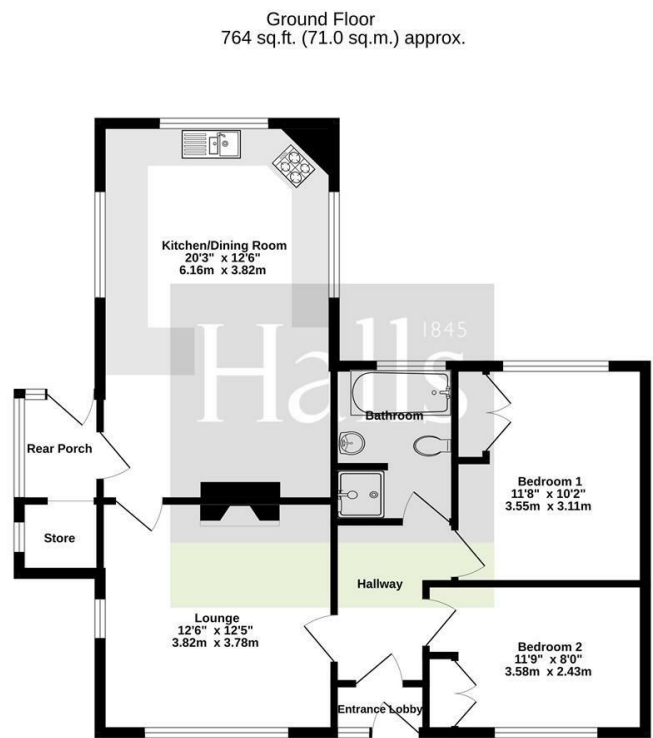 Ground Floor
764 sq.ft. (71.0 sq.m.) approx.
Kitchen/Dining Room
20'3" x 12'6"
6.16m x 3.82m
1845
Halls
Bathroom
Rear Porch
Bedroom 1
11'8" x 10'2"
3.55m x 3.11m
Store
Hallway
Lounge
12'6" x 12'5"
3.82m x 3.78m
Bedroom 2
11'9" x 8'0"
3.58m x 2.43m
Entrance Lobby